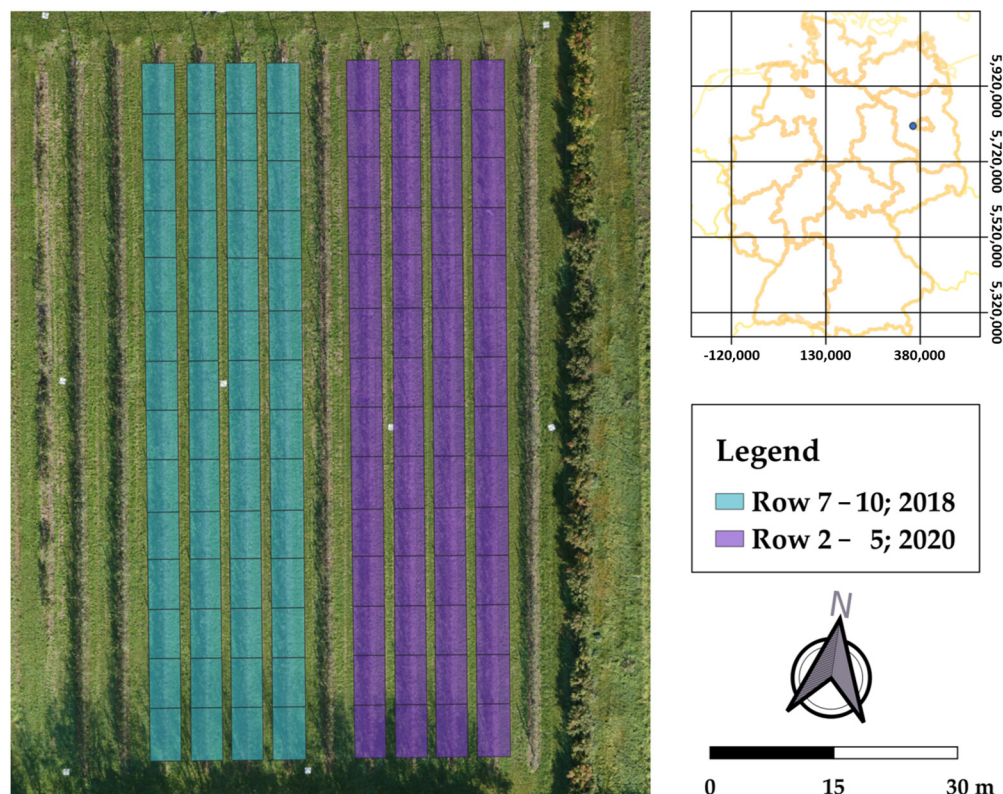 5,920,000
5,720,000
5,520,000
5,320,000
-120,000 130,000 380,000
Legend
Row 7 – 10; 2018
Row 2 – 5; 2020
N
0 15 30 m